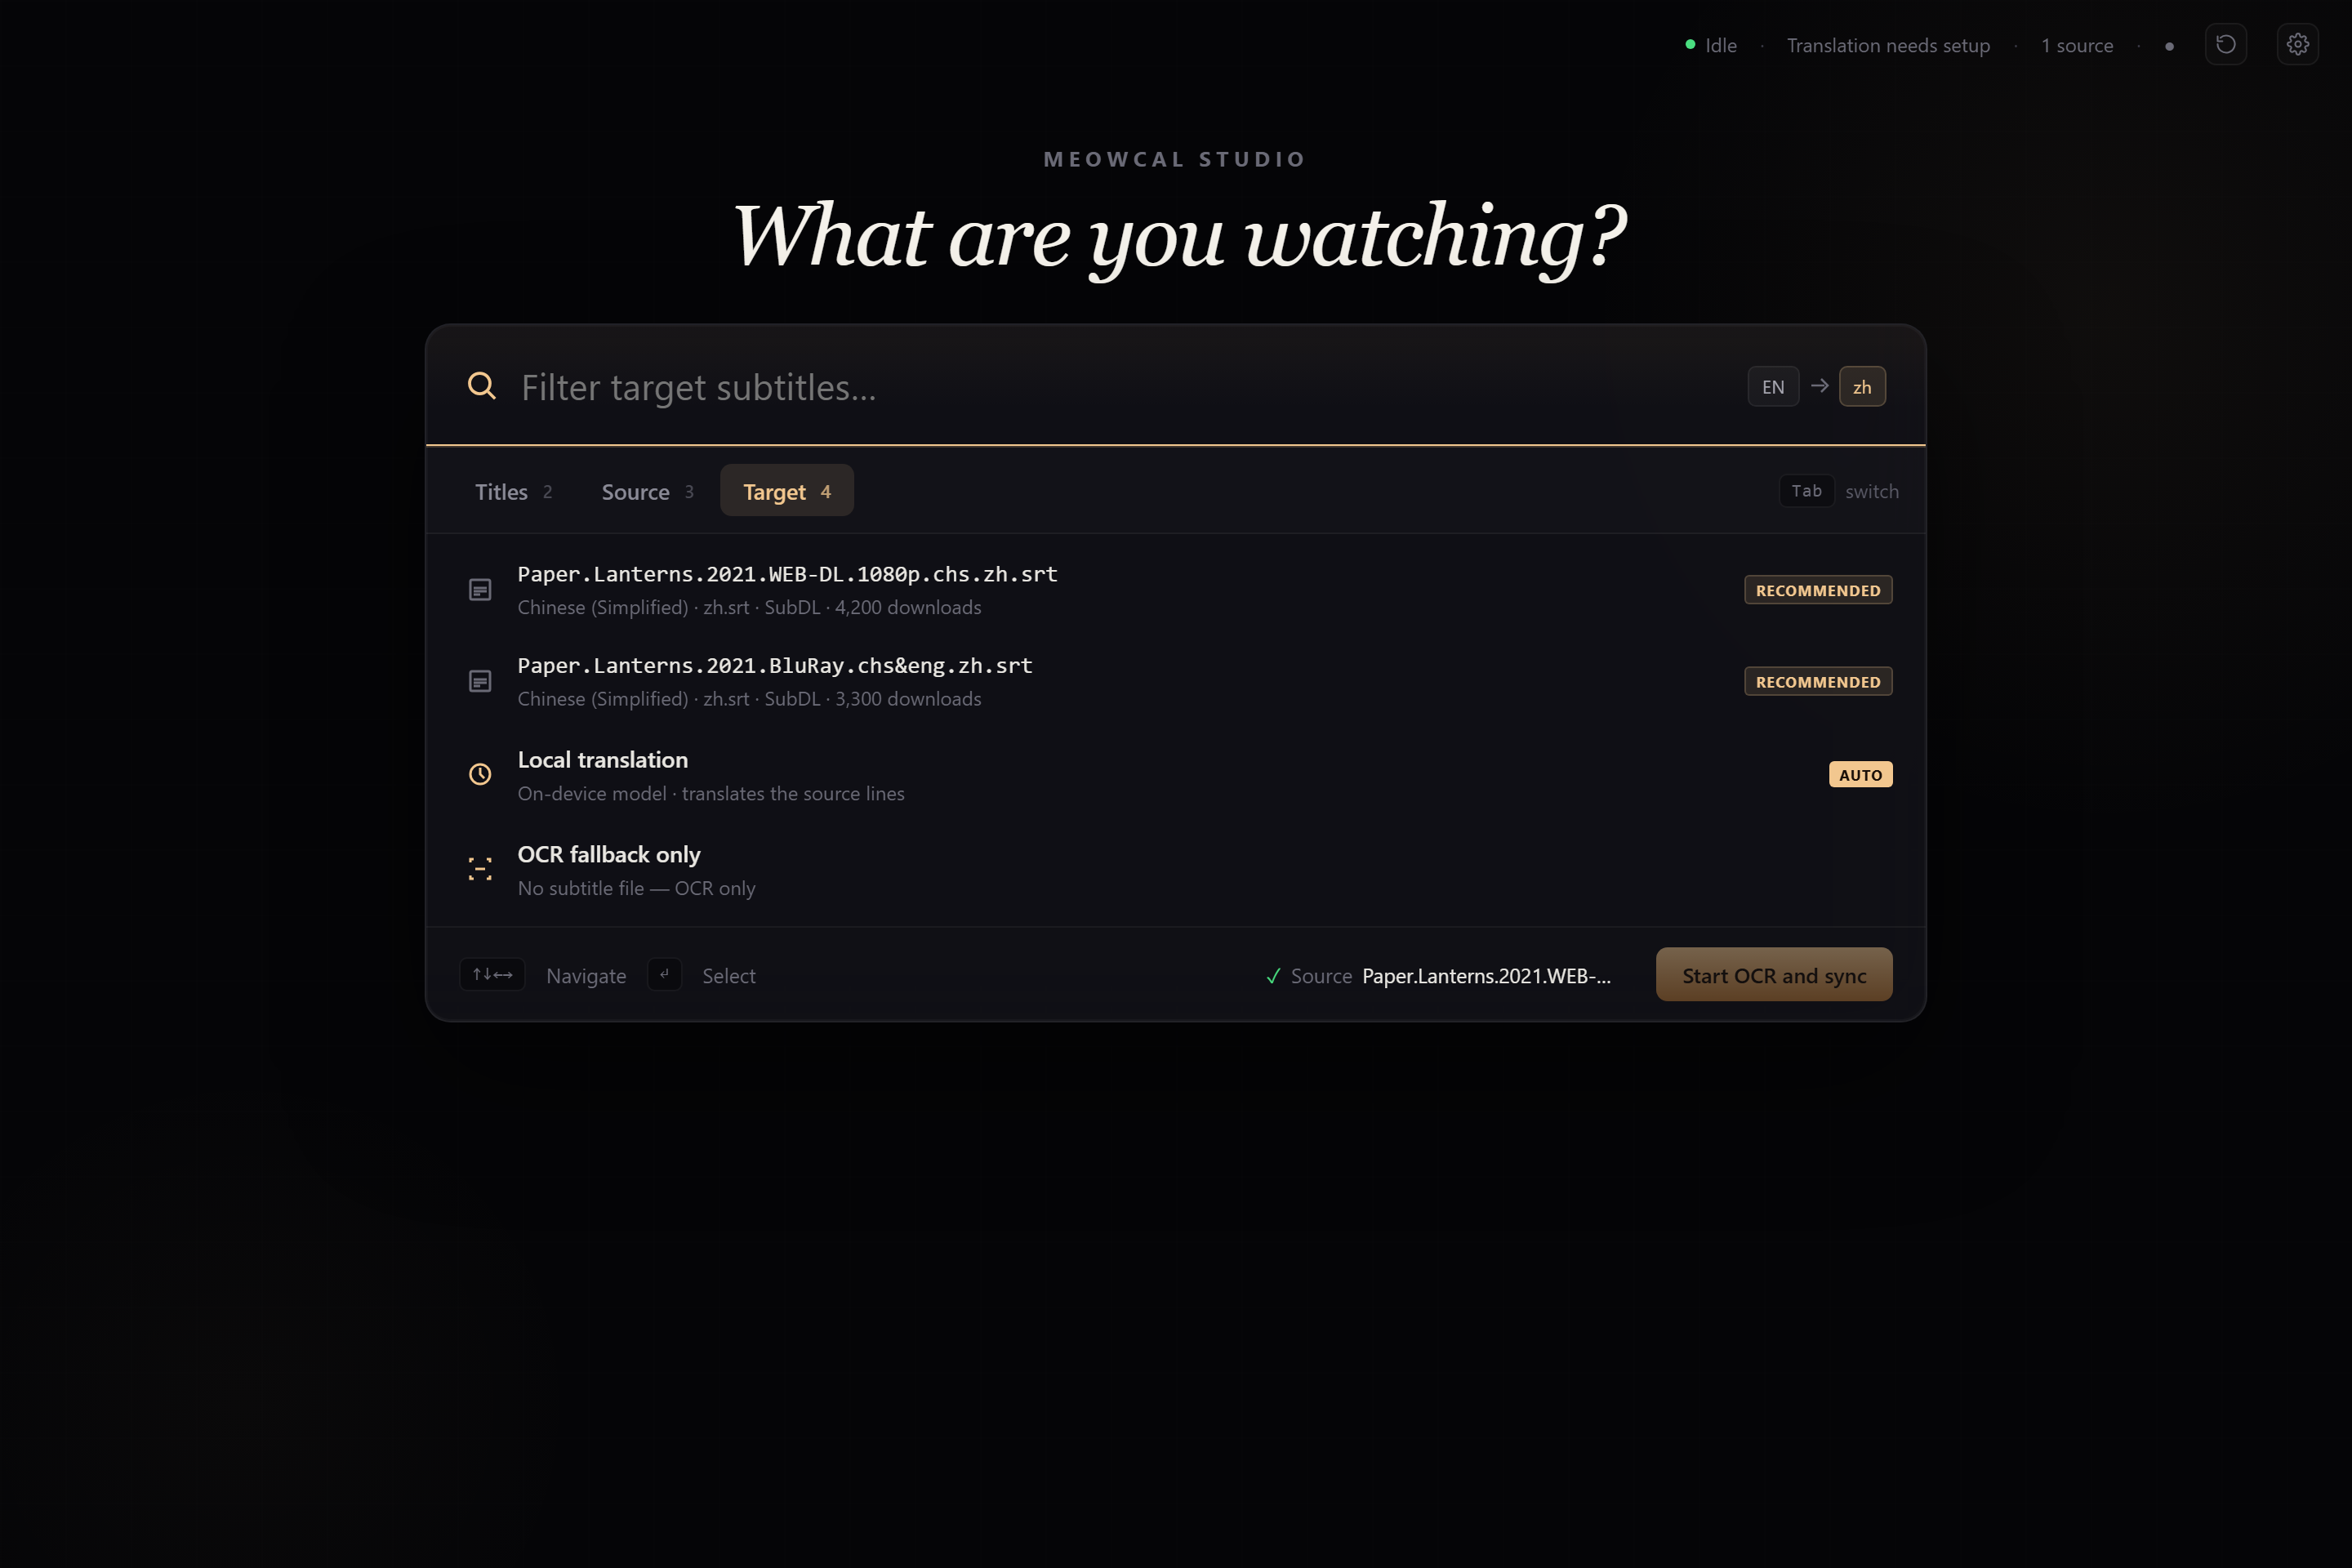 Idle · Translation needs setup · 1 source ·
MEOWCAL STUDIO
What are you watching?
Filter target subtitles...
EN → zh
Titles 2 Source 3 Target 4 Tab switch
Paper.Lanterns.2021.WEB-DL.1080p.chs.zh.srt
Chinese (Simplified) · zh.srt · SubDL · 4,200 downloads
RECOMMENDED
Paper.Lanterns.2021.BluRay.chs&eng.zh.srt
Chinese (Simplified) · zh.srt · SubDL · 3,300 downloads
RECOMMENDED
Local translation
On-device model · translates the source lines
AUTO
OCR fallback only
No subtitle file — OCR only
↑↓←→ Navigate ↵ Select ✓ Source Paper.Lanterns.2021.WEB-... Start OCR and sync